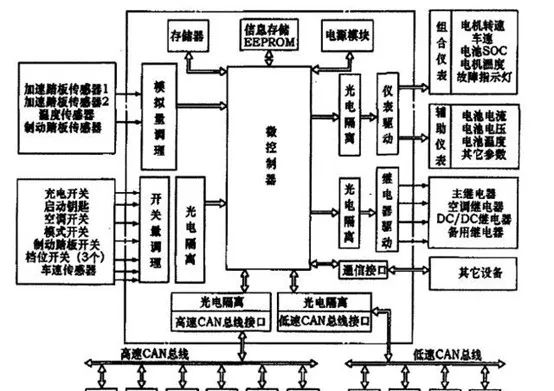 存储器
信息存储
EEPROM
电源模块
加速踏板传感器1
加速踏板传感器2
温度传感器
制动踏板传感器
模拟量调理
微控制器
光电隔离
仪表驱动
组合仪表
电机转速
车速
电池SOC
电机温度
故障指示灯
辅助仪表
电池电流
电池电压
电池温度
其它参数
充电开关
启动钥匙
空调开关
模式开关
制动踏板开关
档位开关（3个）
车速传感器
开关量调理
光电隔离
光电隔离
继电器驱动
主继电器
空调继电器
DC/DC继电器
备用继电器
通信接口
其它设备
光电隔离
高速CAN总线接口
光电隔离
低速CAN总线接口
高速CAN总线
低速CAN总线